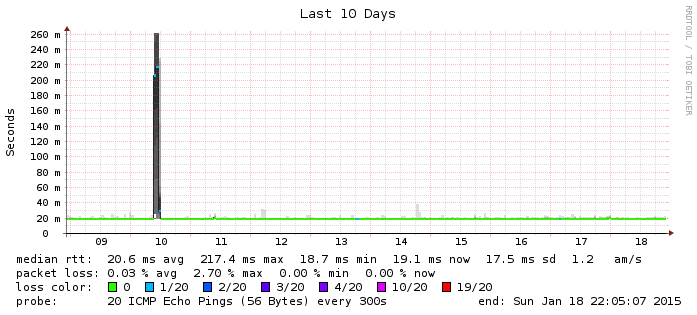 Last 10 Days
RRDTOOL / TOBI OETIKER
Seconds
260 m
240 m
220 m
200 m
180 m
160 m
140 m
120 m
100 m
80 m
60 m
40 m
20 m
0
09 10 11 12 13 14 15 16 17 18
median rtt: 20.6 ms avg 217.4 ms max 18.7 ms min 19.1 ms now 17.5 ms sd 1.2 am/s
packet loss: 0.03 % avg 2.70 % max 0.00 % min 0.00 % now
loss color: 0 1/20 2/20 3/20 4/20 10/20 19/20
probe: 20 ICMP Echo Pings (56 Bytes) every 300s end: Sun Jan 18 22:05:07 2015